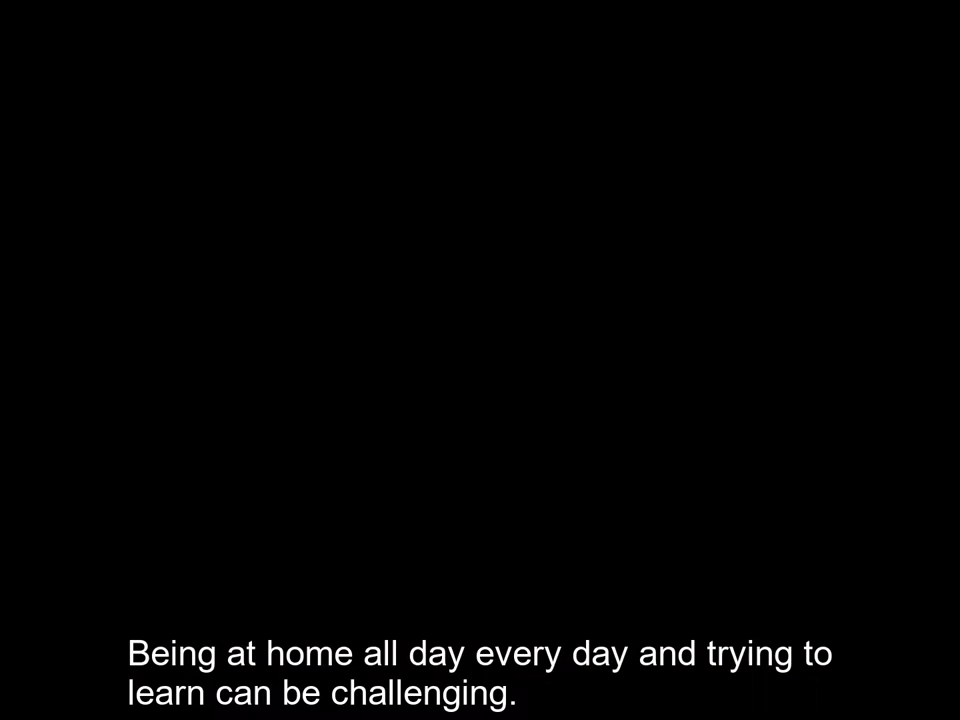 Being at home all day every day and trying to
learn can be challenging.